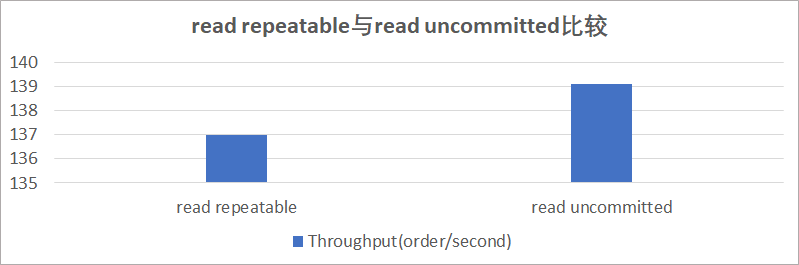 read repeatable与read uncommitted比较
140
139
138
137
136
135
read repeatable
read uncommitted
Throughput(order/second)